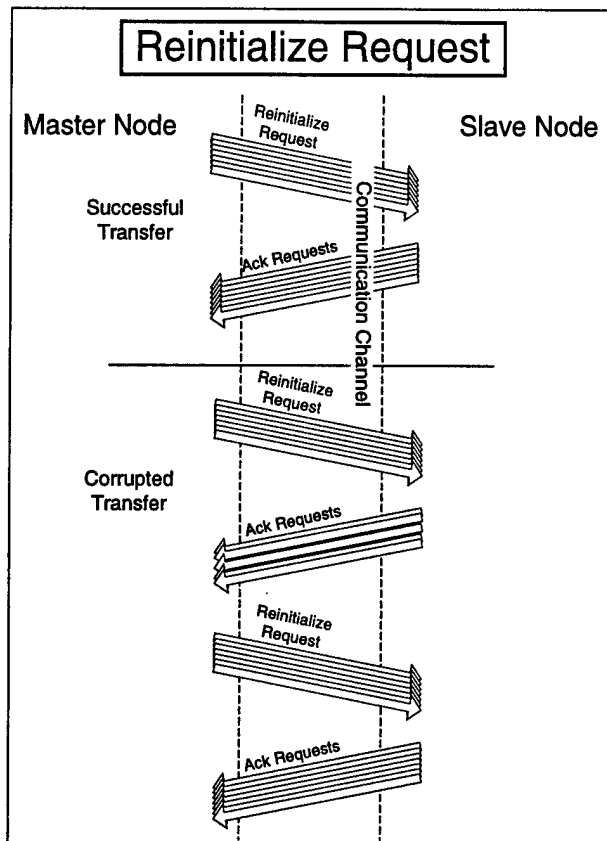 Reinitialize Request
Master Node
Slave Node
Reinitialize
Request
Communication Channel
Successful
Transfer
Ack Requests
Reinitialize
Request
Corrupted
Transfer
Ack Requests
Reinitialize
Request
Ack Requests